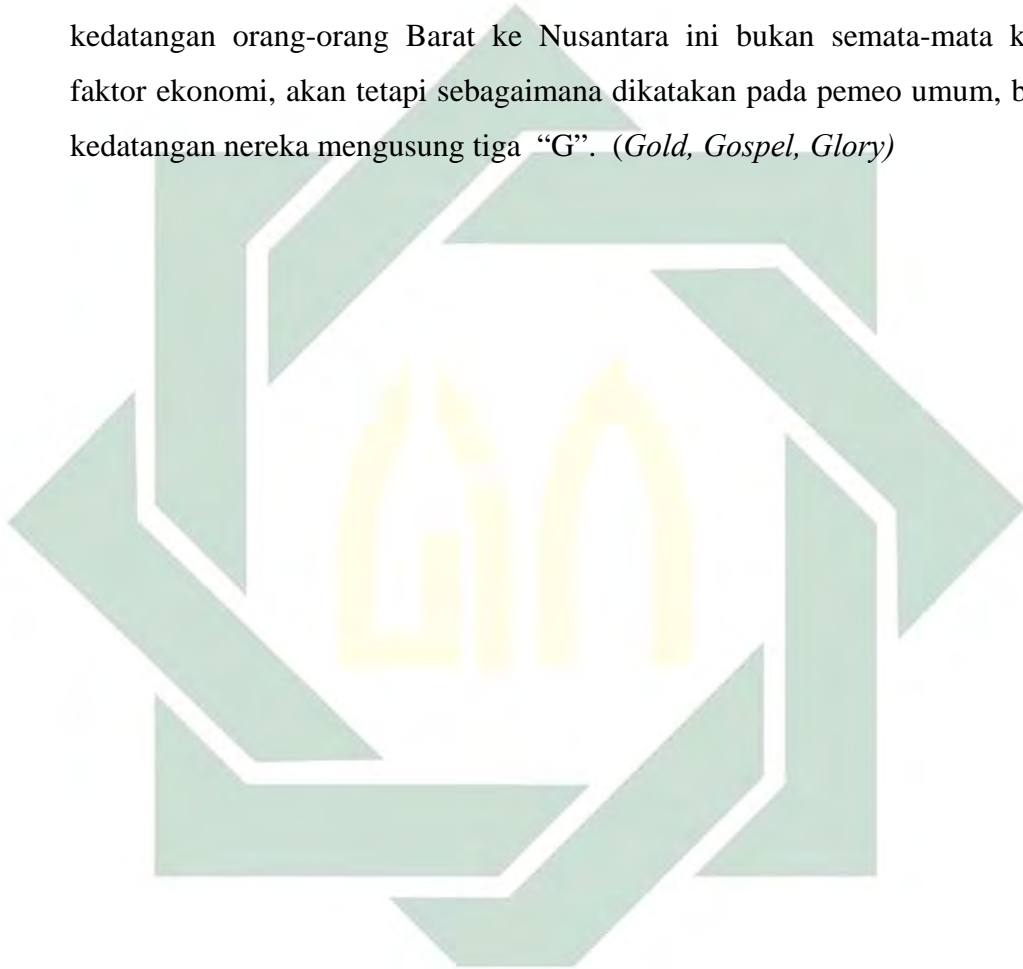 kedatangan orang-orang Barat ke Nusantara ini bukan semata-mata k
faktor ekonomi, akan tetapi sebagaimana dikatakan pada pemeo umum, b
kedatangan nereka mengusung tiga “G”. (Gold, Gospel, Glory)